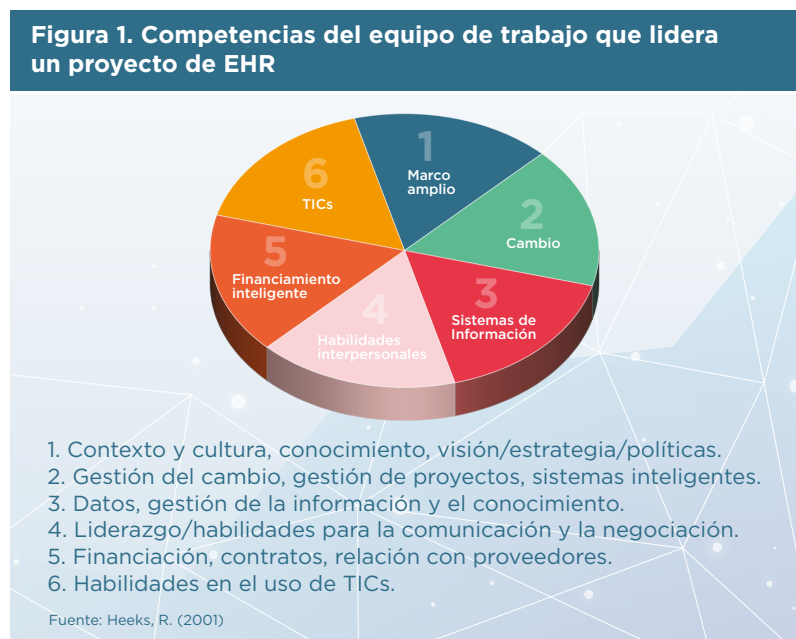 Figura 1. Competencias del equipo de trabajo que lidera
un proyecto de EHR
1
Marco
amplio
2
Cambio
3
Sistemas de
Información
4
Habilidades
interpersonales
5
Financiamiento
inteligente
6
TICs
1. Contexto y cultura, conocimiento, visión/estrategia/políticas.
2. Gestión del cambio, gestión de proyectos, sistemas inteligentes.
3. Datos, gestión de la información y el conocimiento.
4. Liderazgo/habilidades para la comunicación y la negociación.
5. Financiación, contratos, relación con proveedores.
6. Habilidades en el uso de TICs.
Fuente: Heeks, R. (2001)